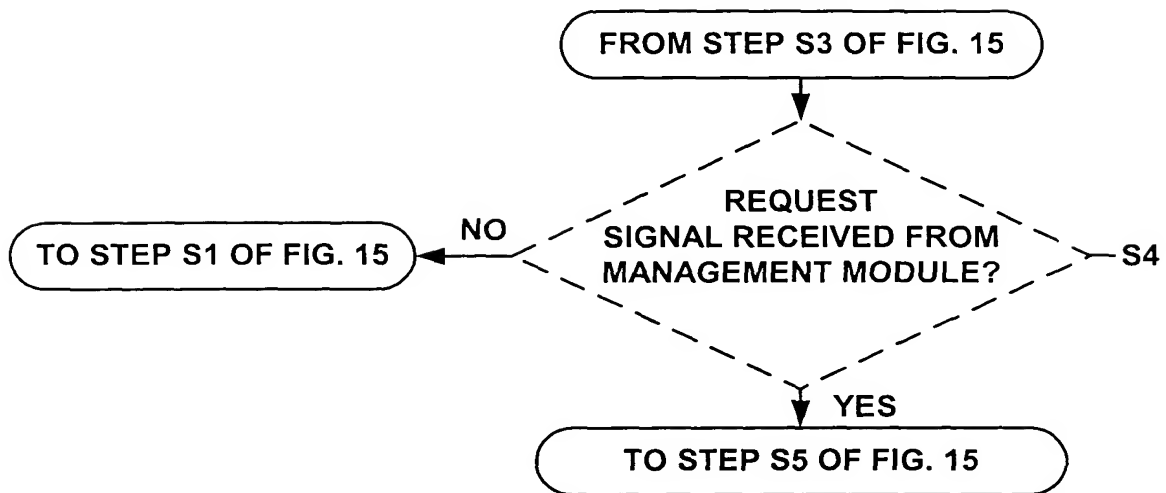 FROM STEP S3 OF FIG. 15
REQUEST
SIGNAL RECEIVED FROM
MANAGEMENT MODULE?
NO
TO STEP S1 OF FIG. 15
S4
YES
TO STEP S5 OF FIG. 15